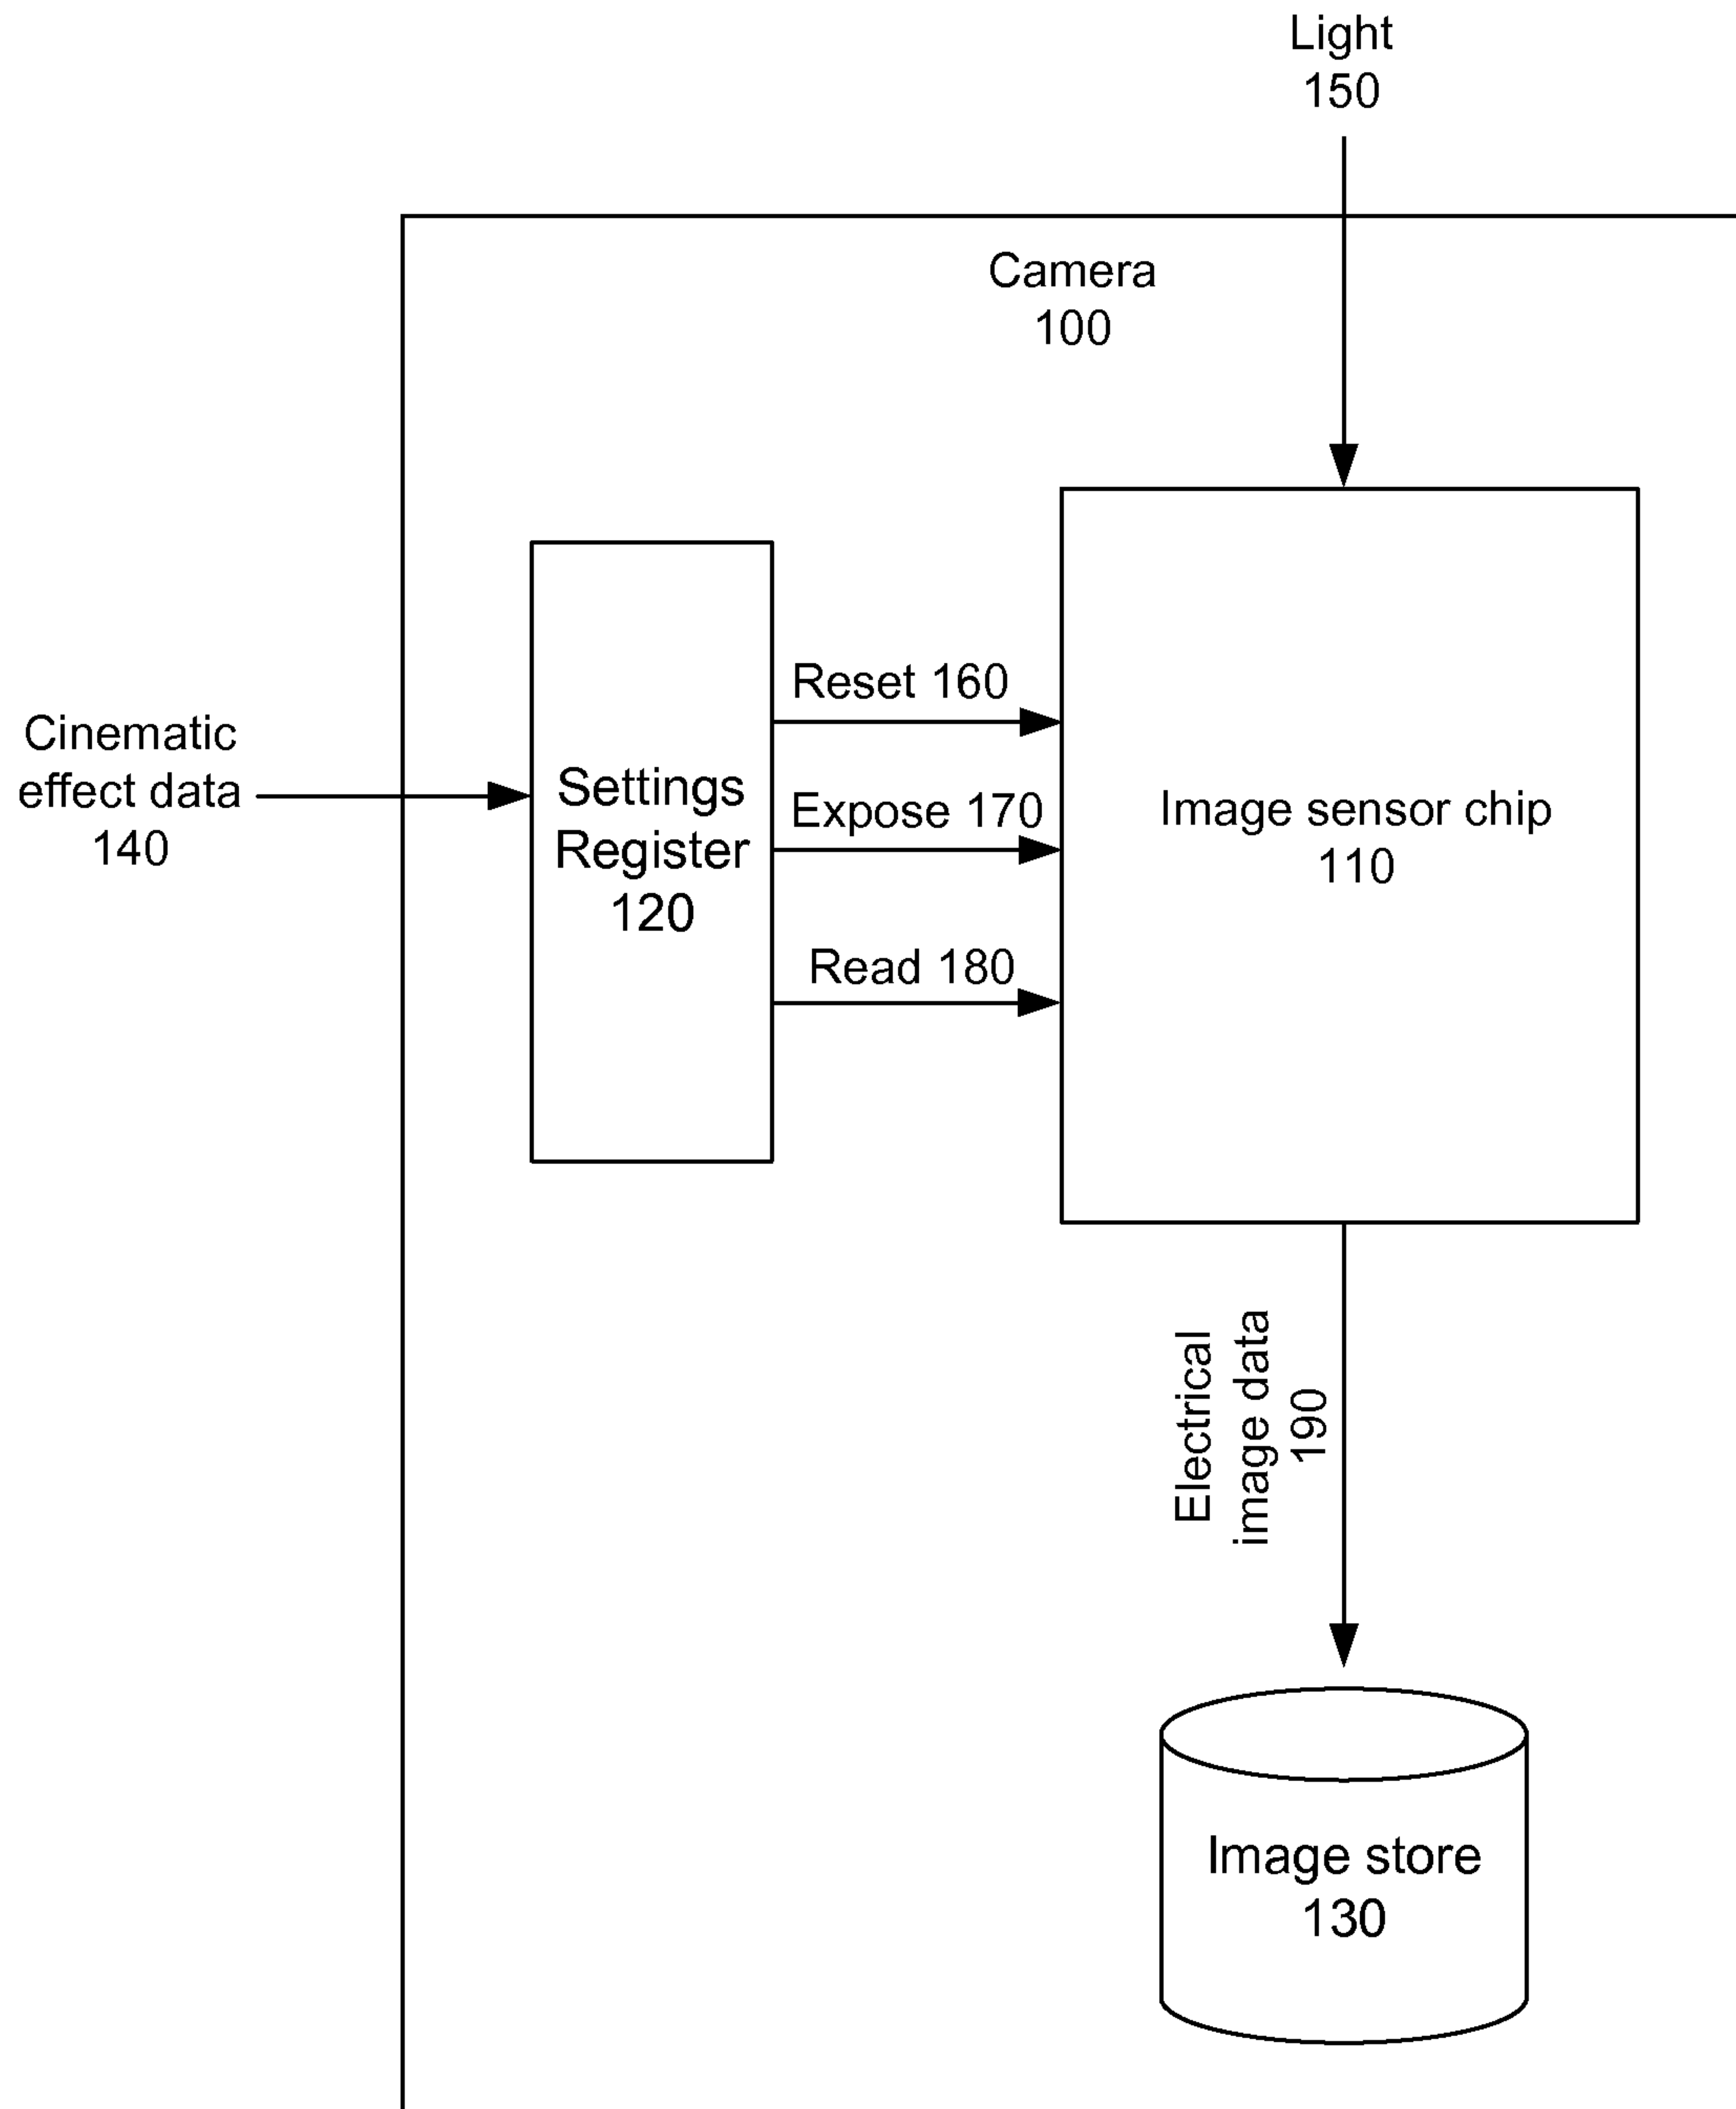 Light
150
Camera
100
Cinematic
effect data
140
Settings
Register
120
Reset 160
Expose 170
Read 180
Image sensor chip
110
Electrical
image data
190
Image store
130